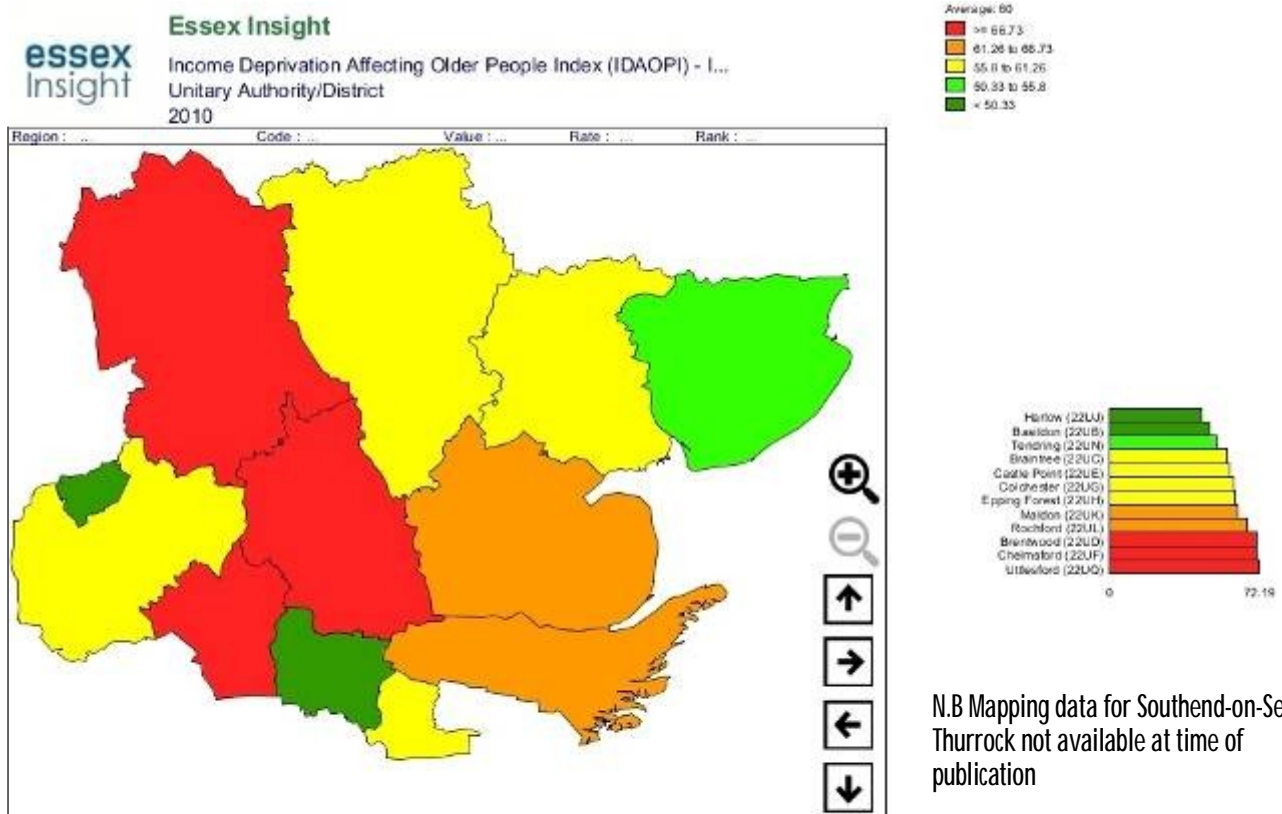 essex
Insight
Essex Insight
Income Deprivation Affecting Older People Index (IDAOPI) - I...
Unitary Authority/District
2010
Region : ...
Code : ...
Value : ...
Rate : ...
Rank : ...
Average: 60
>= 66.73
61.26 to 66.73
55.8 to 61.26
50.33 to 55.8
< 50.33
Harlow (22UJ)
Basildon (22UB)
Tendring (22UN)
Braintree (22UC)
Castle Point (22UE)
Colchester (22UG)
Epping Forest (22UH)
Maldon (22UK)
Rochford (22UL)
Brentwood (22UD)
Chelmsford (22UF)
Uttlesford (22UQ)
0
72.19
N.B Mapping data for Southend-on-Se
Thurrock not available at time of
publication